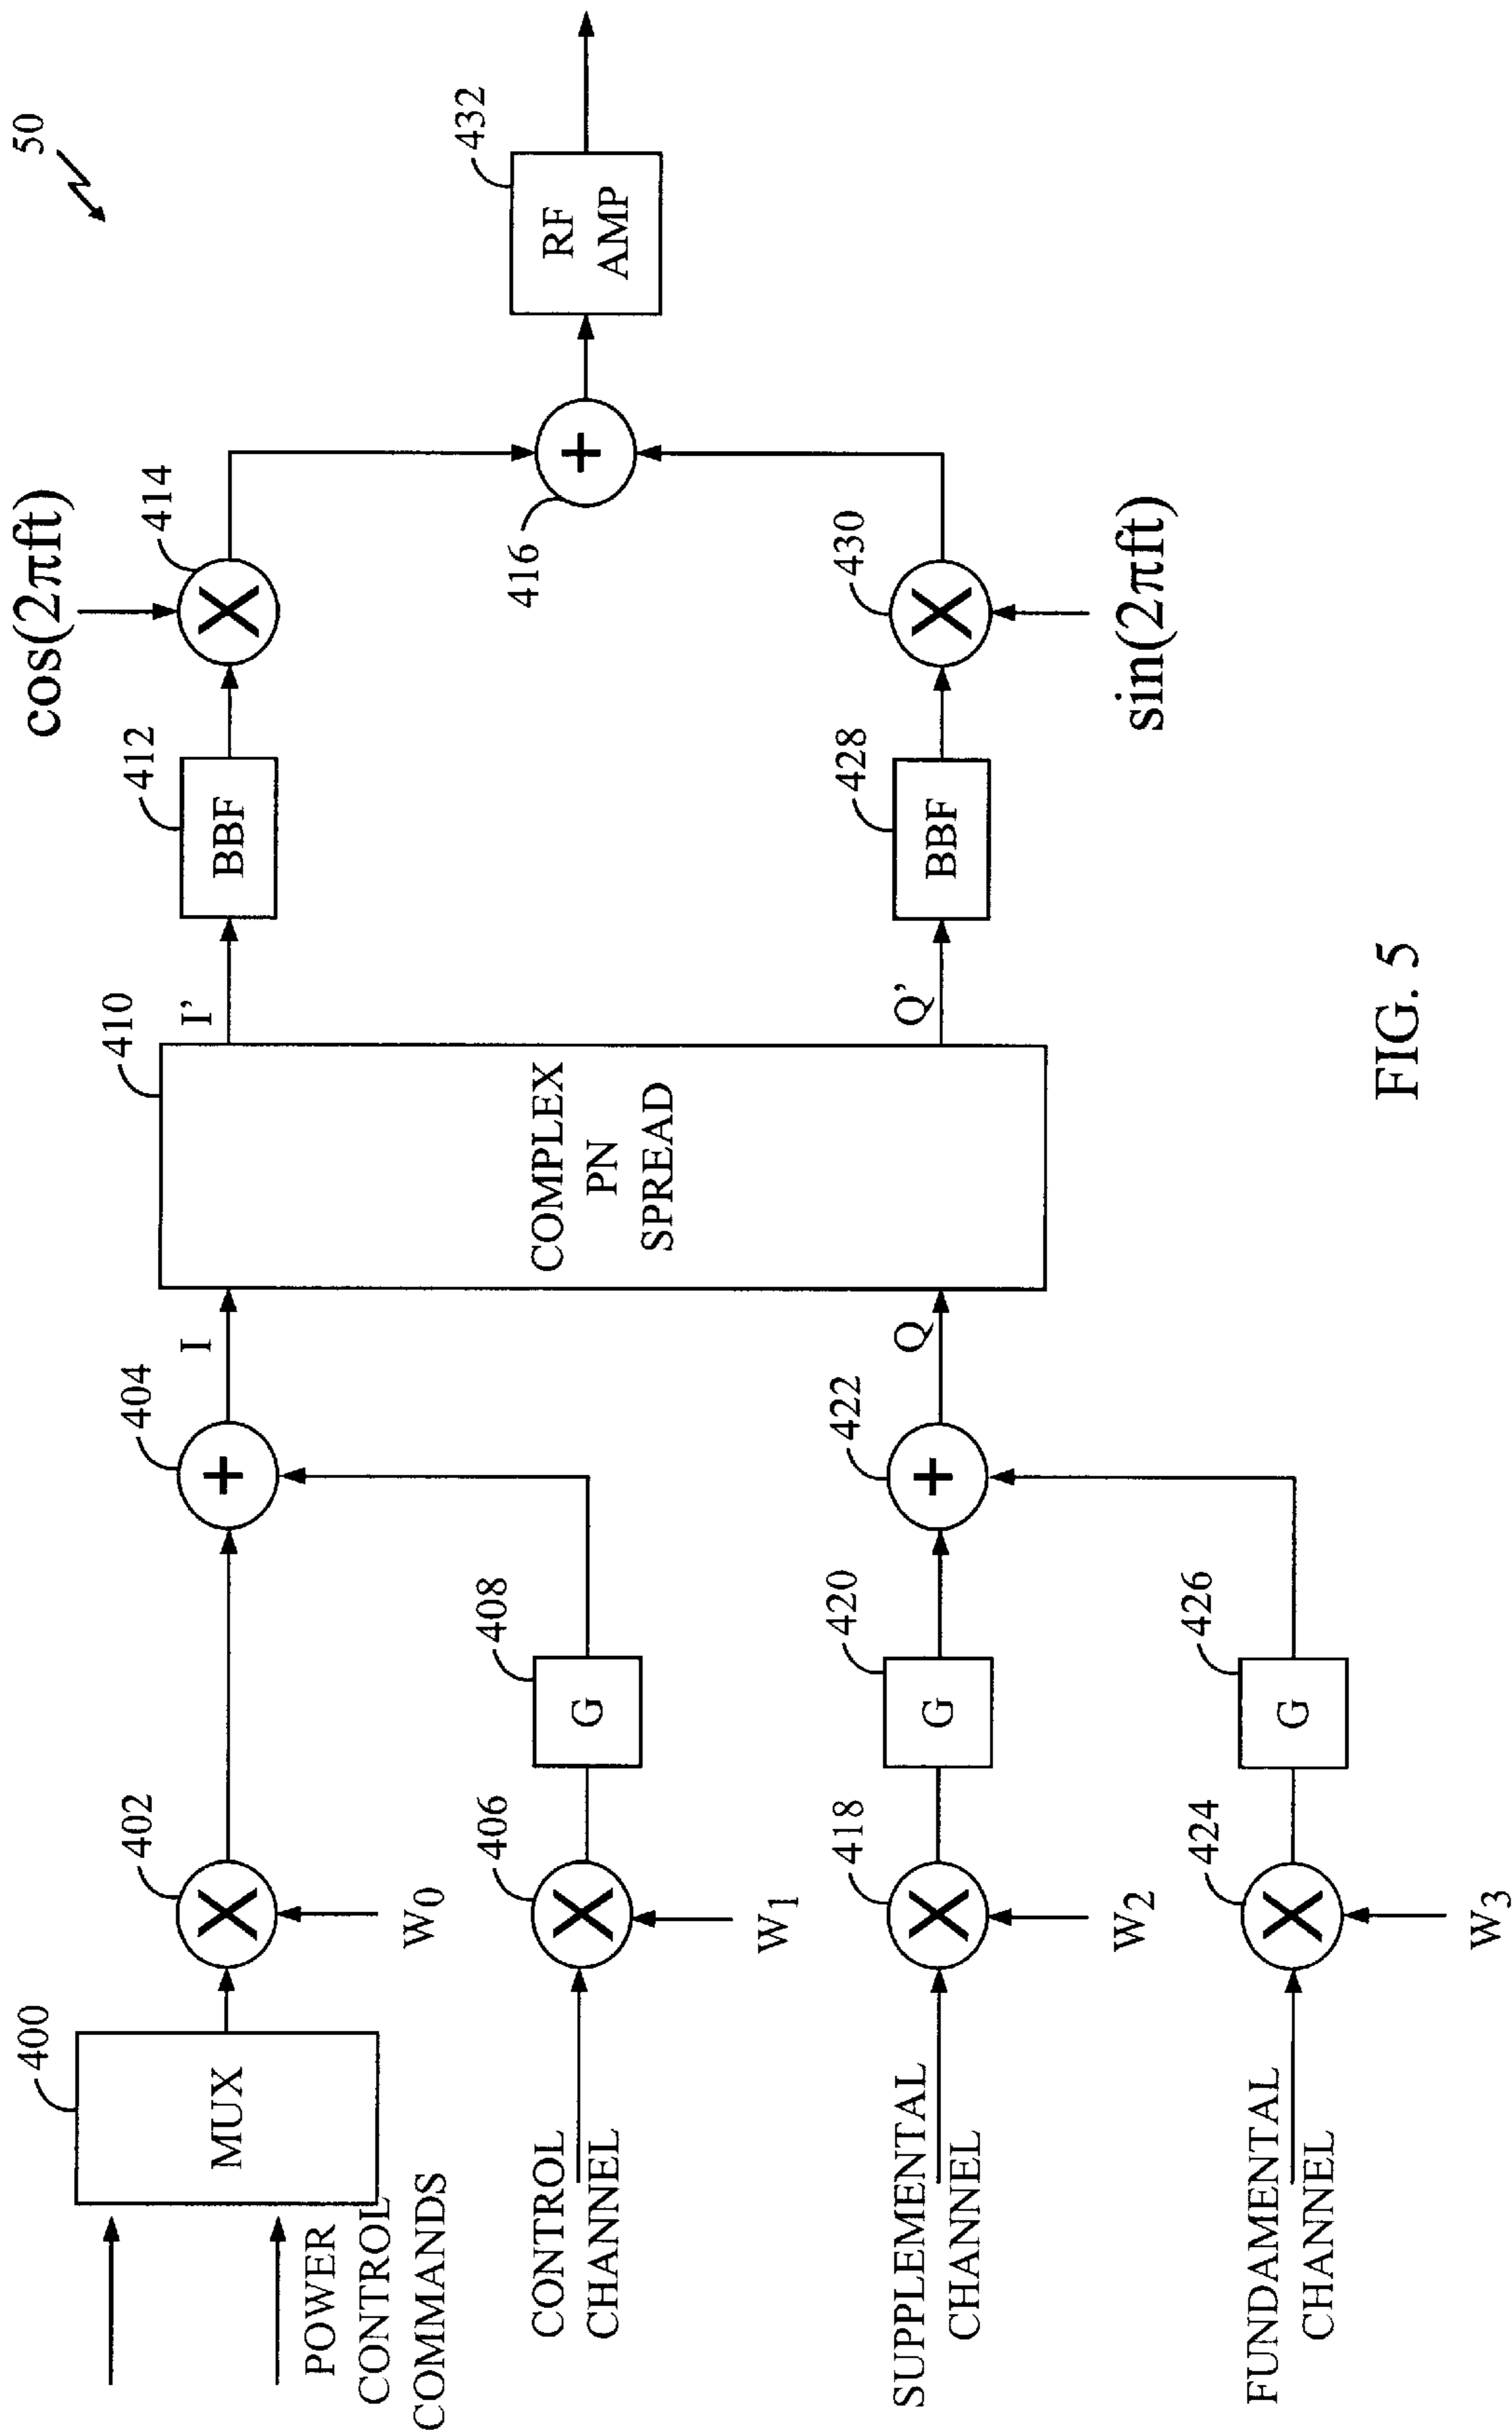 50
400
MUX
POWER
CONTROL
COMMANDS
402
W0
404
I
CONTROL
CHANNEL
406
W1
408
G
410
COMPLEX
PN
SPREAD
I'
412
BBF
cos(2πft)
414
416
+
432
RF
AMP
SUPPLEMENTAL
CHANNEL
418
W2
420
G
422
+
Q
Q'
428
BBF
430
sin(2πft)
FUNDAMENTAL
CHANNEL
424
W3
426
G
+
X
X
X
X
X
X
FIG. 5